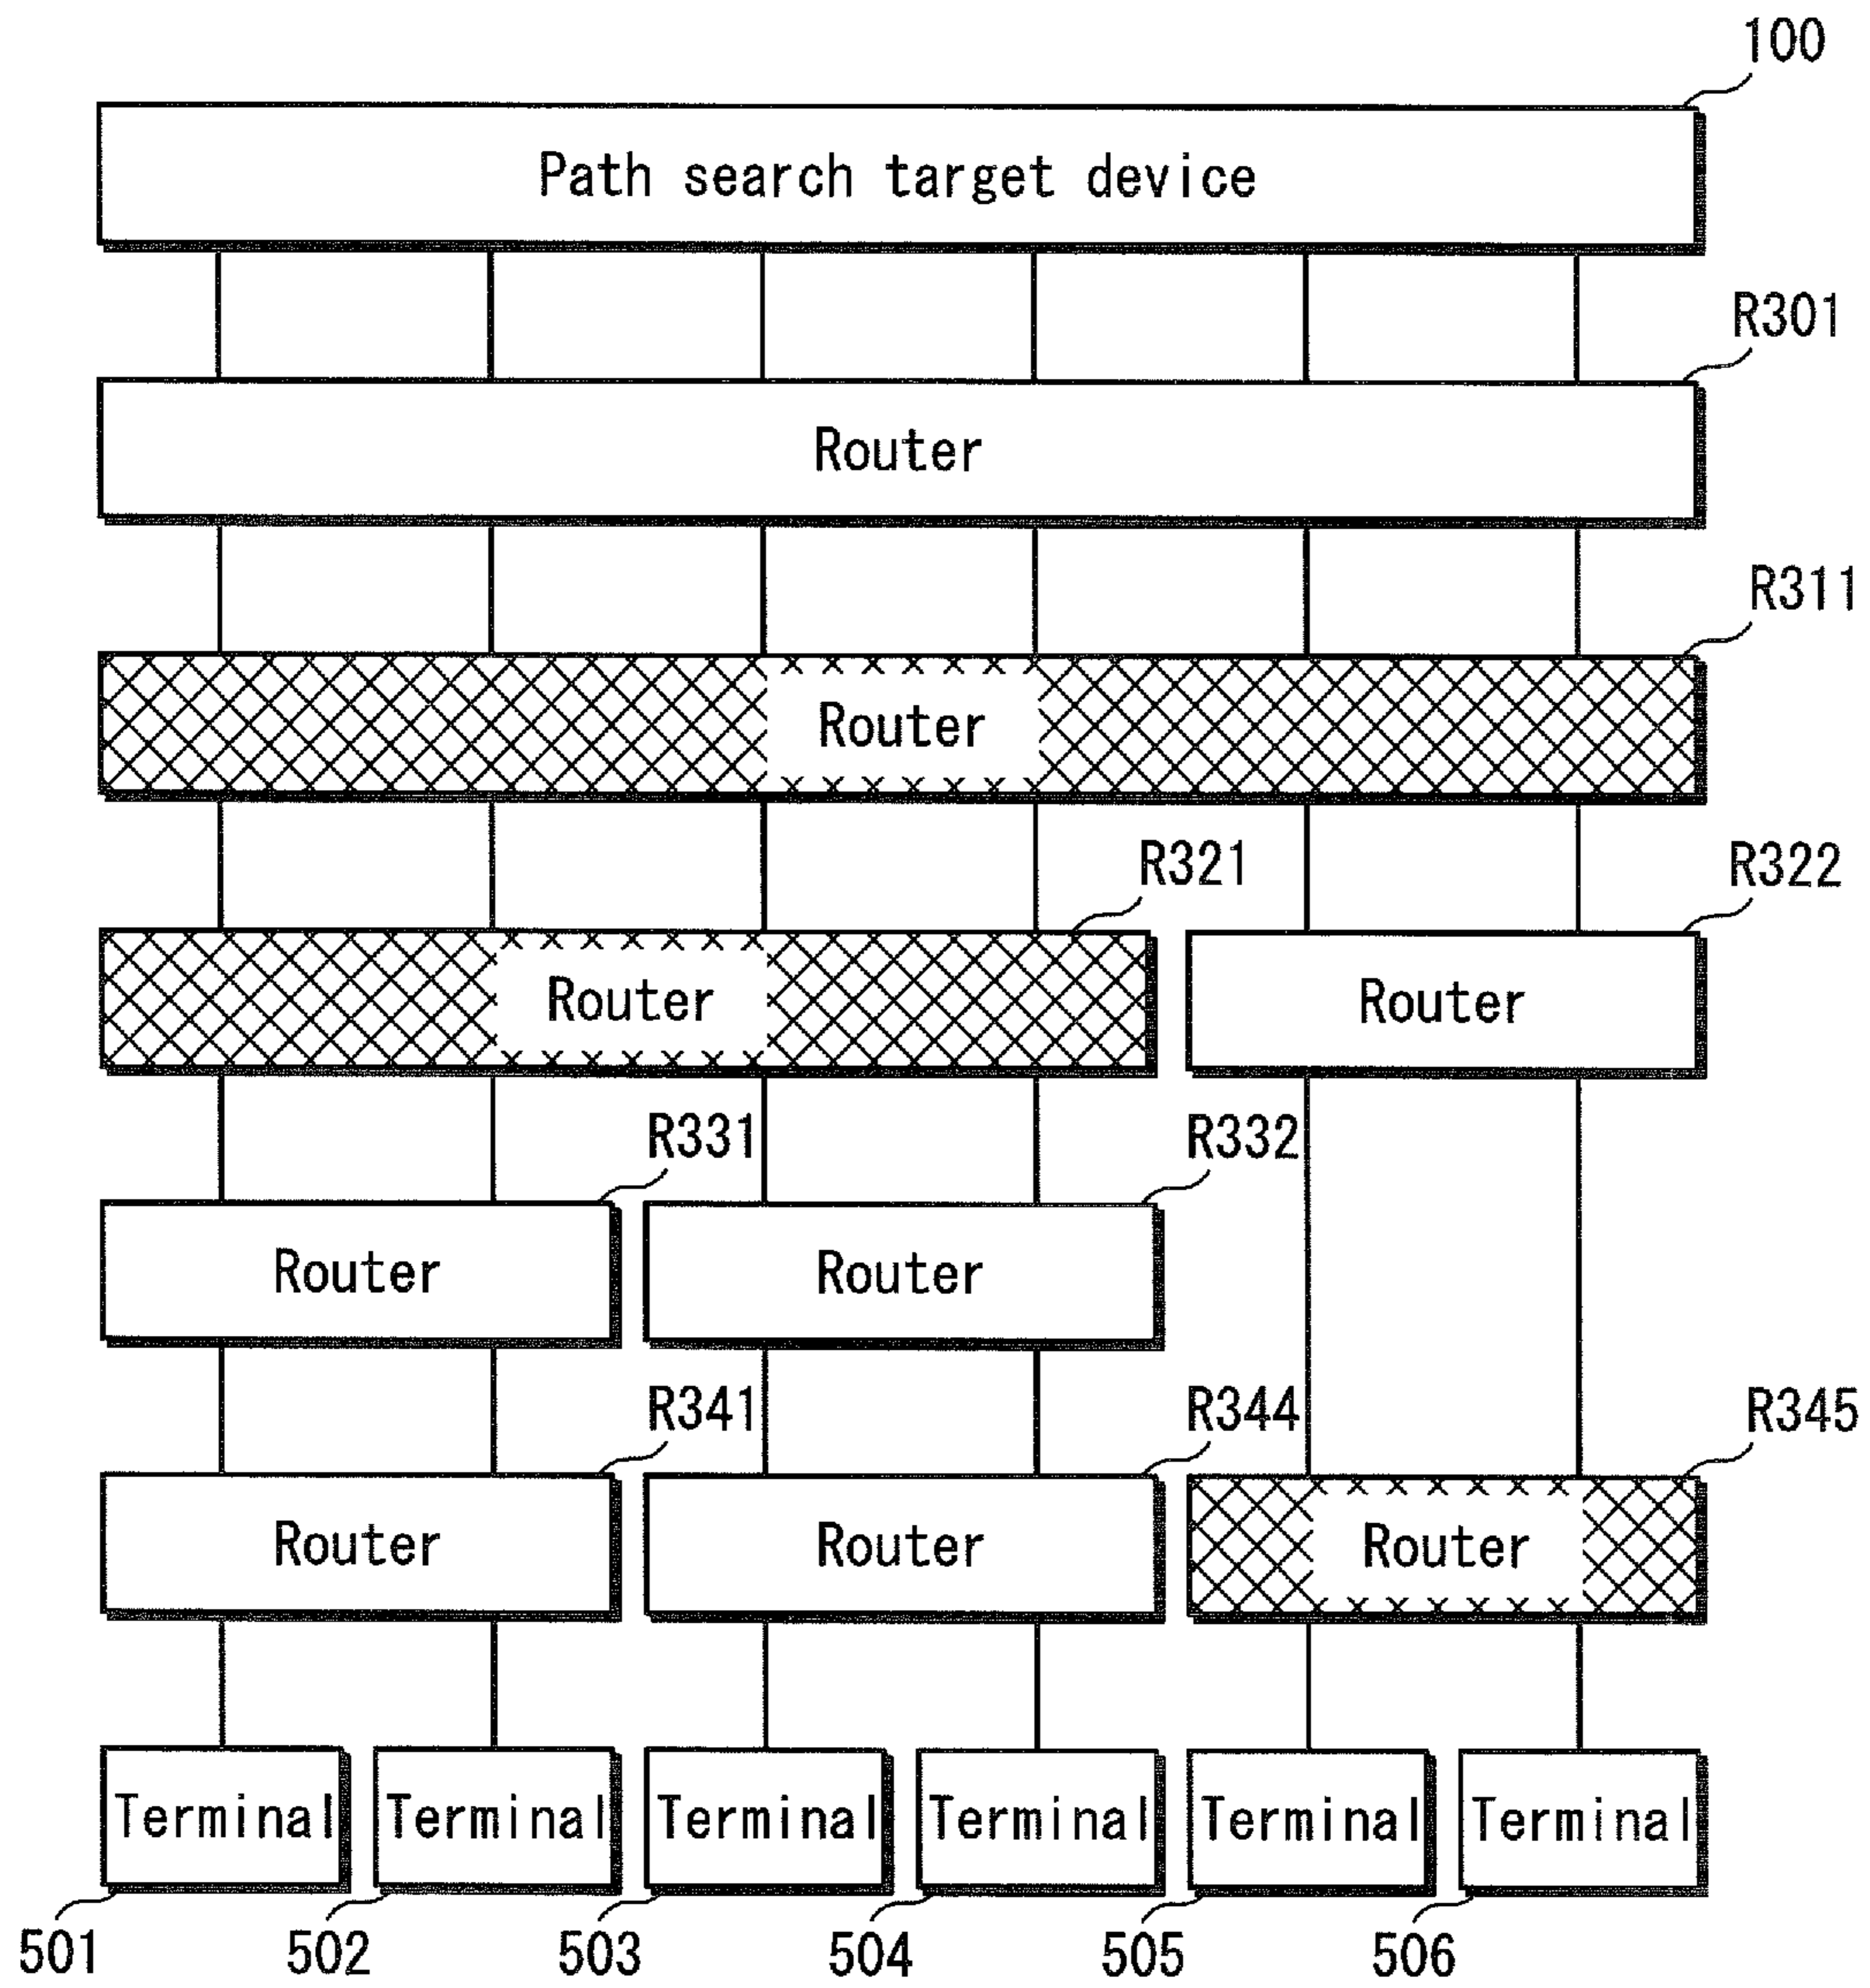 100
Path search target device
R301
Router
R311
Router
R321
R322
Router
Router
R331
R332
Router
Router
R341
R344
R345
Router
Router
Router
Terminal
Terminal
Terminal
Terminal
Terminal
Terminal
501
502
503
504
505
506